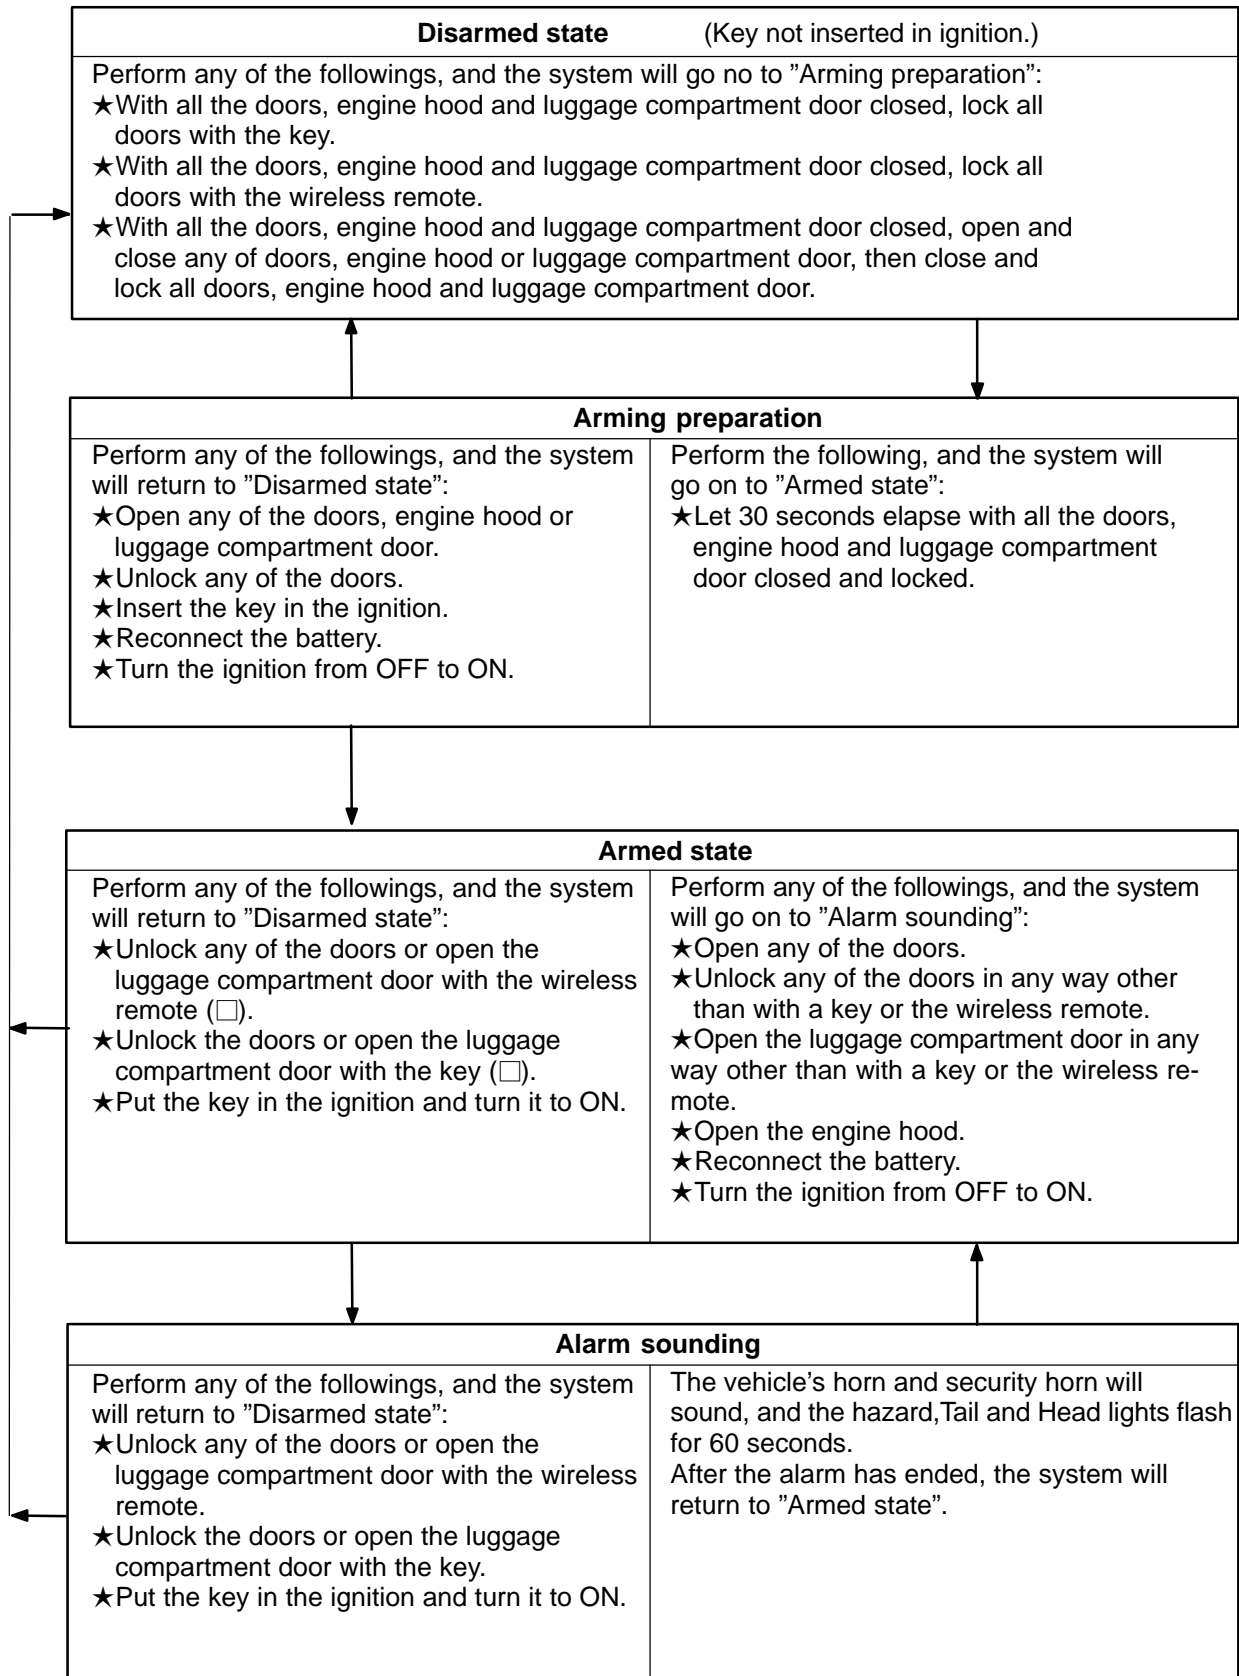 Disarmed state (Key not inserted in ignition.)
Perform any of the followings, and the system will go no to ”Arming preparation”:
★With all the doors, engine hood and luggage compartment door closed, lock all
doors with the key.
★With all the doors, engine hood and luggage compartment door closed, lock all
doors with the wireless remote.
★With all the doors, engine hood and luggage compartment door closed, open and
close any of doors, engine hood or luggage compartment door, then close and
lock all doors, engine hood and luggage compartment door.
Arming preparation
Perform any of the followings, and the system
will return to ”Disarmed state”:
★Open any of the doors, engine hood or
luggage compartment door.
★Unlock any of the doors.
★Insert the key in the ignition.
★Reconnect the battery.
★Turn the ignition from OFF to ON.
Perform the following, and the system will
go on to ”Armed state”:
★Let 30 seconds elapse with all the doors,
engine hood and luggage compartment
door closed and locked.
Armed state
Perform any of the followings, and the system
will return to ”Disarmed state”:
★Unlock any of the doors or open the
luggage compartment door with the wireless
remote (□).
★Unlock the doors or open the luggage
compartment door with the key (□).
★Put the key in the ignition and turn it to ON.
Perform any of the followings, and the system
will go on to ”Alarm sounding”:
★Open any of the doors.
★Unlock any of the doors in any way other
than with a key or the wireless remote.
★Open the luggage compartment door in any
way other than with a key or the wireless re-
mote.
★Open the engine hood.
★Reconnect the battery.
★Turn the ignition from OFF to ON.
Alarm sounding
Perform any of the followings, and the system
will return to ”Disarmed state”:
★Unlock any of the doors or open the
luggage compartment door with the wireless
remote.
★Unlock the doors or open the luggage
compartment door with the key.
★Put the key in the ignition and turn it to ON.
The vehicle’s horn and security horn will
sound, and the hazard,Tail and Head lights flash
for 60 seconds.
After the alarm has ended, the system will
return to ”Armed state”.